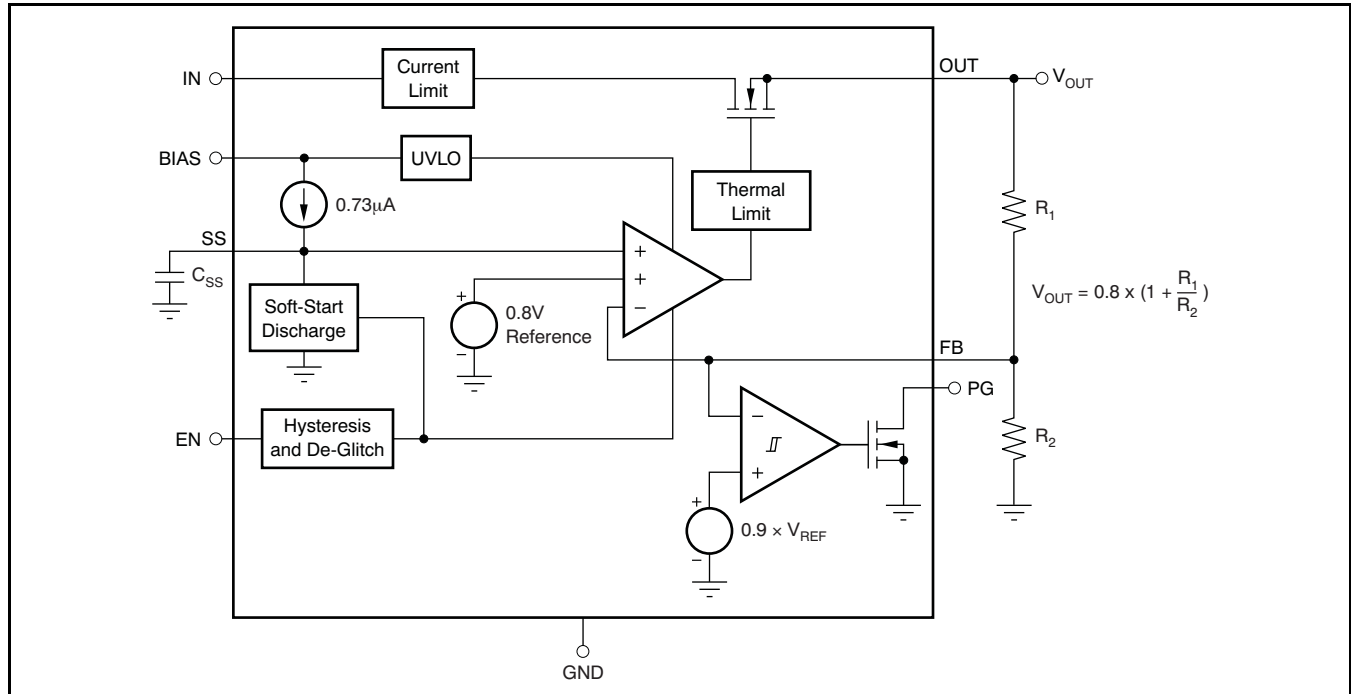 IN
Current
Limit
OUT
V_OUT
BIAS
UVLO
0.73µA
Thermal
Limit
R_1
SS
C_SS
+
+
−
+
−
0.8V
Reference
V_OUT = 0.8 x (1 + R_1/R_2)
Soft-Start
Discharge
FB
PG
EN
Hysteresis
and De-Glitch
−
+
R_2
+
−
0.9 × V_REF
GND